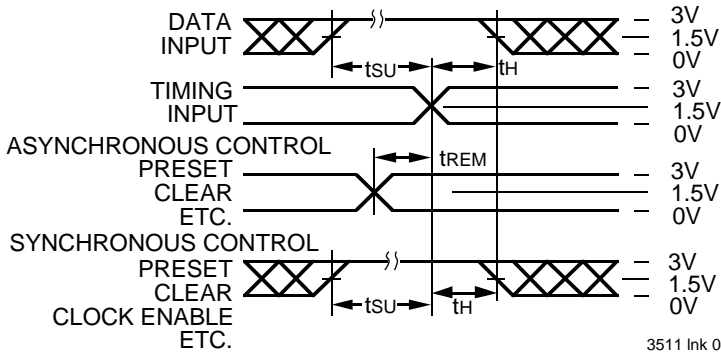 DATA
INPUT
3V
1.5V
0V
tSU
tH
TIMING
INPUT
3V
1.5V
0V
ASYNCHRONOUS CONTROL
PRESET
CLEAR
ETC.
tREM
3V
1.5V
0V
SYNCHRONOUS CONTROL
PRESET
CLEAR
CLOCK ENABLE
ETC.
tSU
tH
3V
1.5V
0V
3511 lnk 0